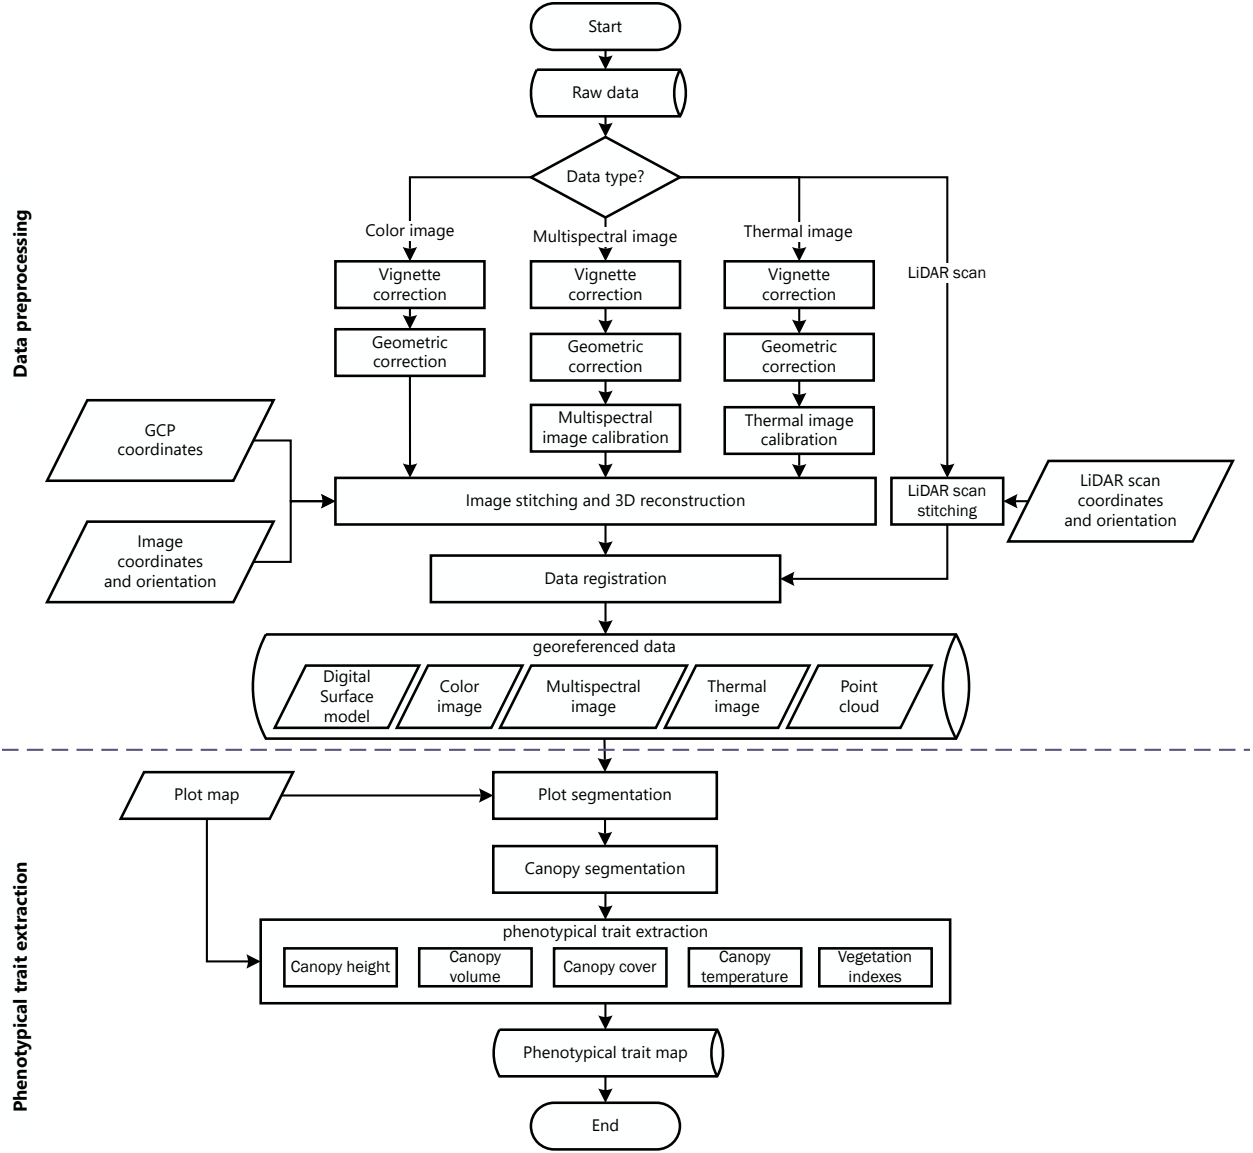 Start
Raw data
Data type?
Color image
Multispectral image
Thermal image
LiDAR scan
Vignette
correction
Vignette
correction
Vignette
correction
Geometric
correction
Geometric
correction
Geometric
correction
Multispectral
image calibration
Thermal image
calibration
GCP
coordinates
Image
coordinates
and orientation
Image stitching and 3D reconstruction
LiDAR scan
stitching
LiDAR scan
coordinates
and orientation
Data registration
georeferenced data
Digital
Surface
model
Color
image
Multispectral
image
Thermal
image
Point
cloud
Data preprocessing
Plot map
Plot segmentation
Canopy segmentation
phenotypical trait extraction
Canopy height
Canopy
volume
Canopy cover
Canopy
temperature
Vegetation
indexes
Phenotypical trait map
End
Phenotypical trait extraction